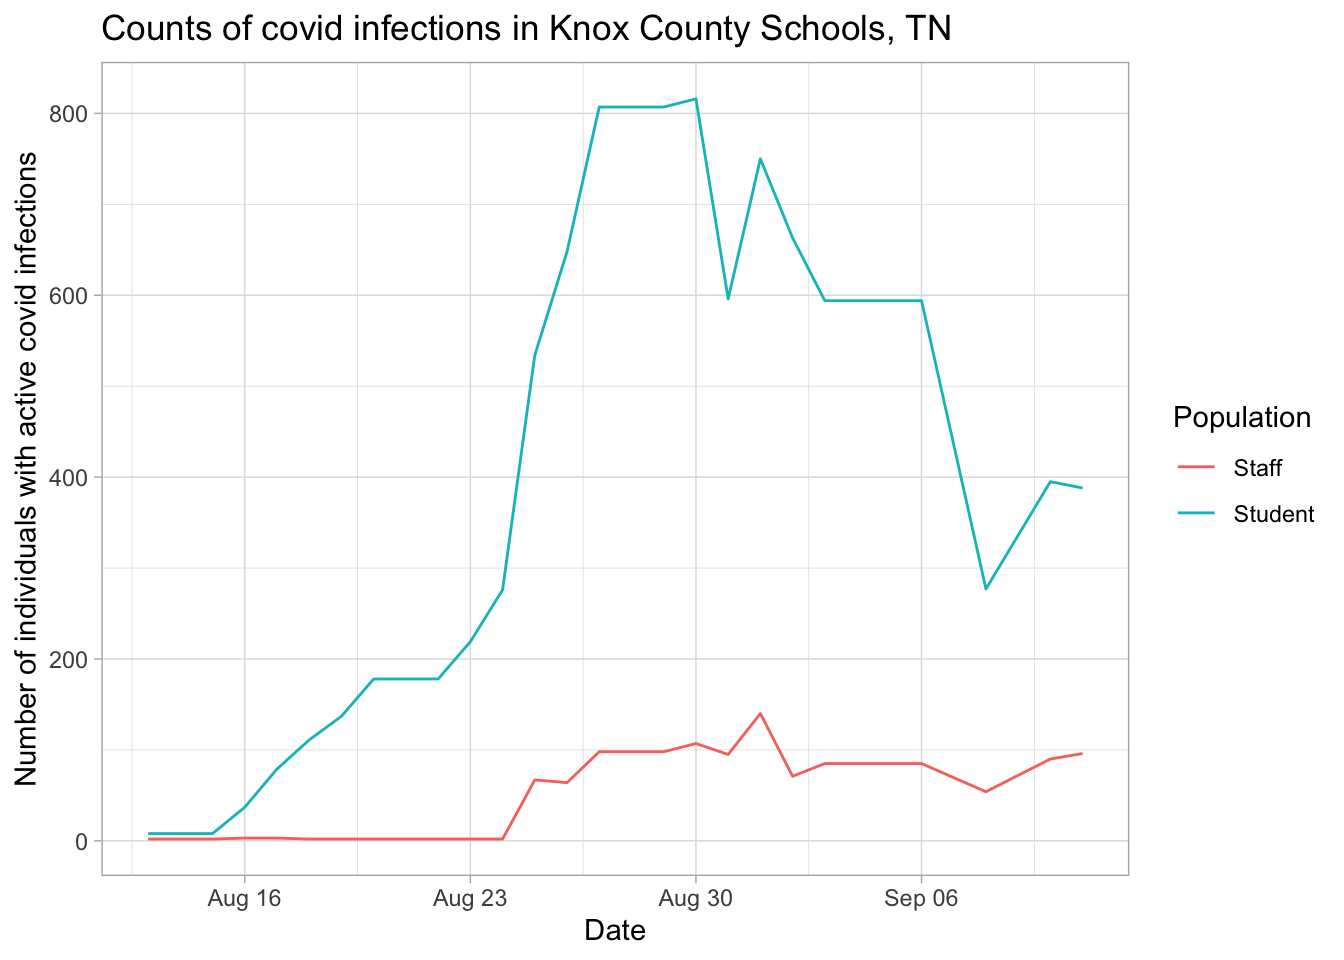 Counts of covid infections in Knox County Schools, TN
Number of individuals with active covid infections
800
600
400
200
0
Aug 16
Aug 23
Aug 30
Sep 06
Date
Population
Staff
Student